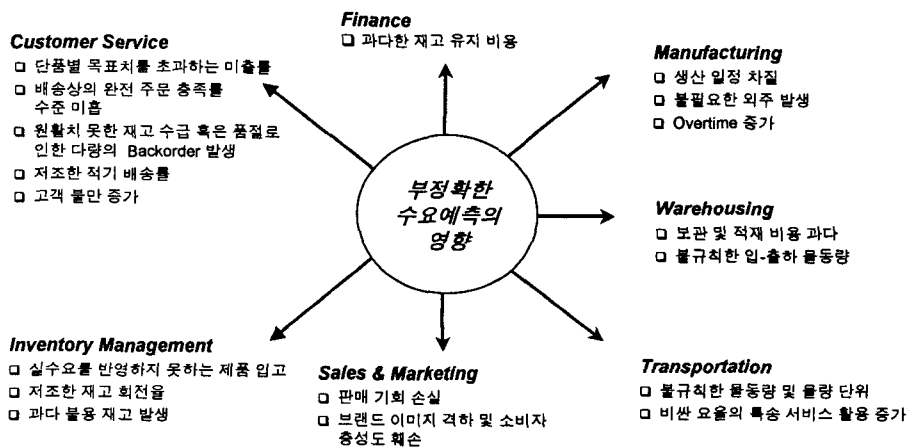 Finance
□ 과다한 재고 유지 비용
Customer Service
□ 단품별 목표치를 초과하는 미출률
□ 배송상의 완전 주문 충족률
수준 미흡
□ 원활치 못한 재고 수급 혹은 품절로
인한 다량의 Backorder 발생
□ 저조한 적기 배송률
□ 고객 불만 증가
Manufacturing
□ 생산 일정 차질
□ 불필요한 외주 발생
□ Overtime 증가
부정확한
수요예측의
영향
Warehousing
□ 보관 및 적재 비용 과다
□ 불규칙한 입-출하 물동량
Inventory Management
□ 실수요를 반영하지 못하는 제품 입고
□ 저조한 재고 회전율
□ 과다 불용 재고 발생
Sales & Marketing
□ 판매 기회 손실
□ 브랜드 이미지 격하 및 소비자
충성도 훼손
Transportation
□ 불규칙한 물동량 및 물량 단위
□ 비싼 요율의 특송 서비스 활용 증가